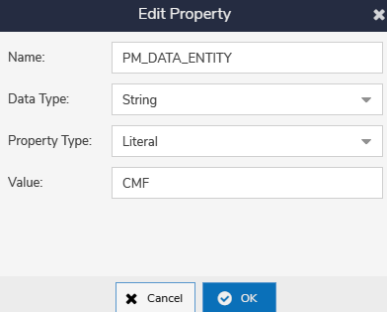 Edit Property
Name: PM_DATA_ENTITY
Data Type: String
Property Type: Literal
Value: CMF
Cancel OK